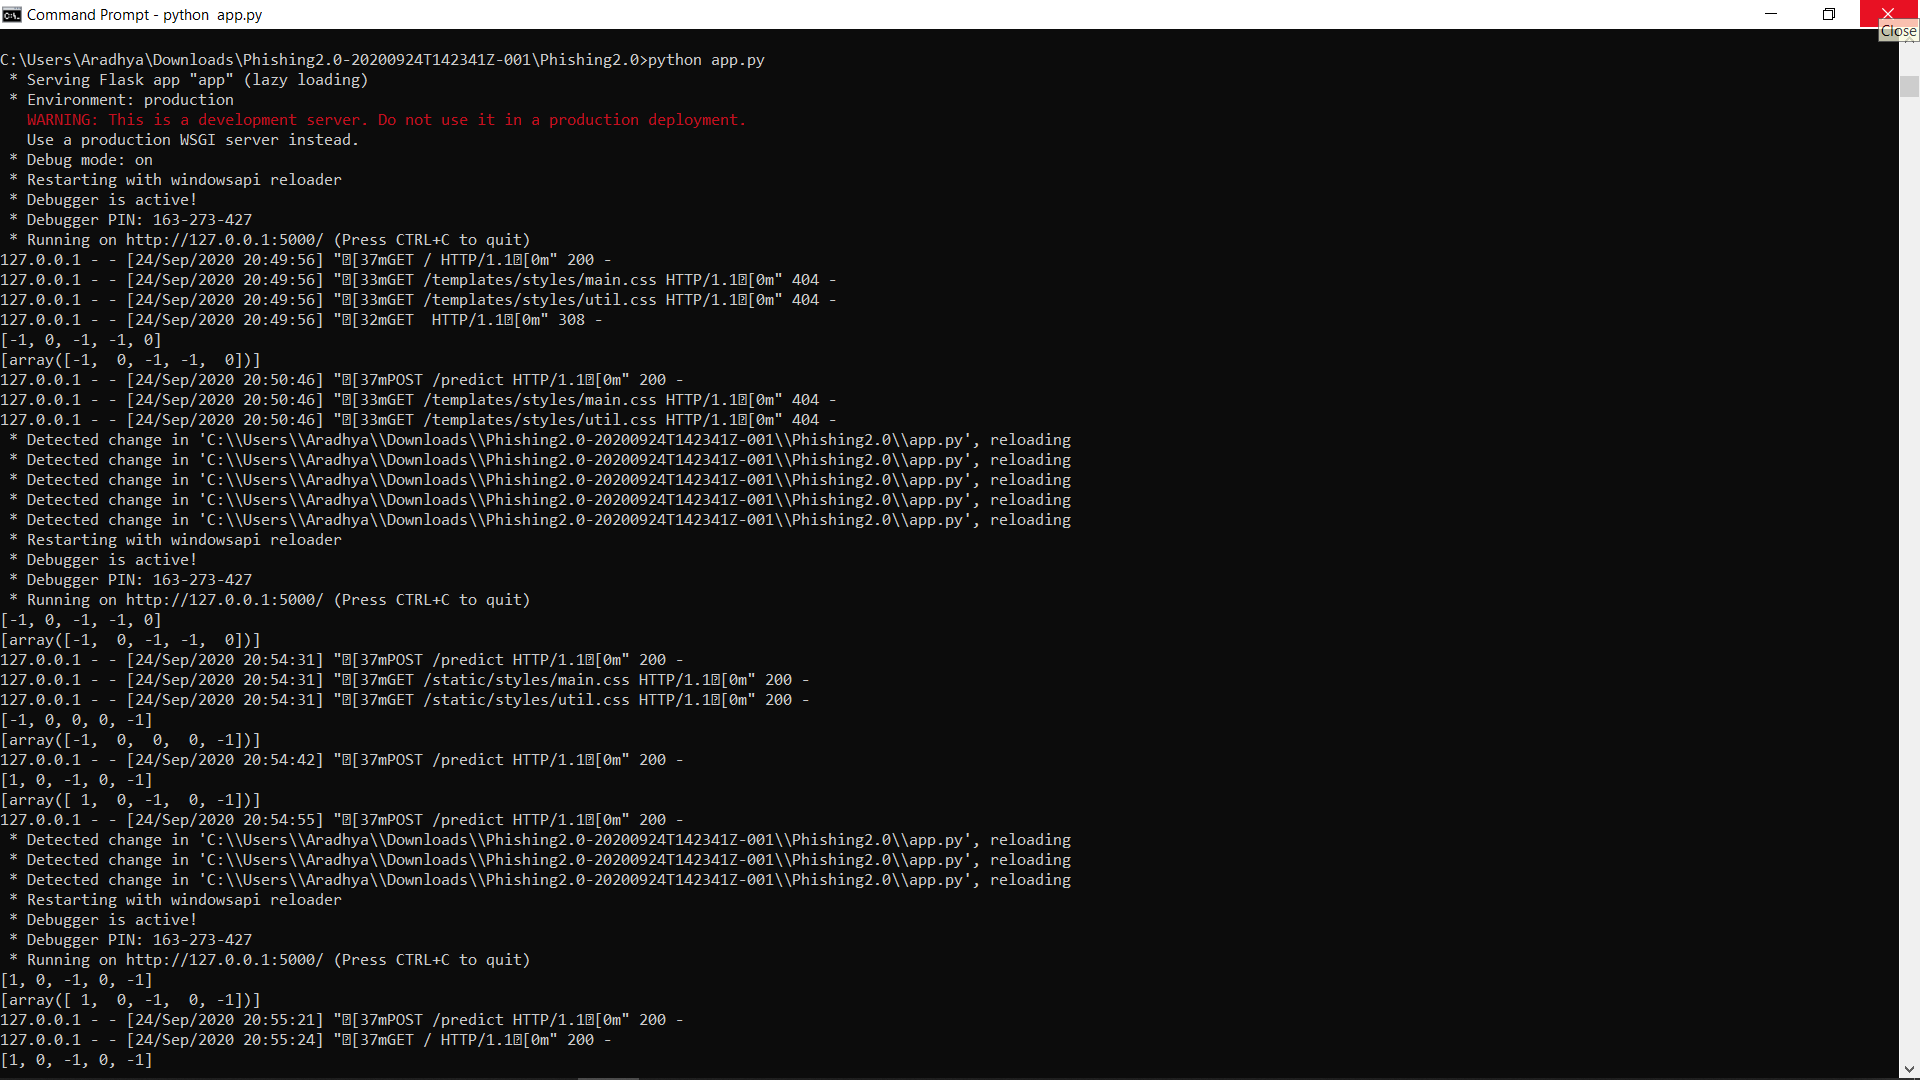 Command Prompt - python  app.py
Close
C:\Users\Aradhya\Downloads\Phishing2.0-20200924T142341Z-001\Phishing2.0>python app.py
 * Serving Flask app "app" (lazy loading)
 * Environment: production
   WARNING: This is a development server. Do not use it in a production deployment.
   Use a production WSGI server instead.
 * Debug mode: on
 * Restarting with windowsapi reloader
 * Debugger is active!
 * Debugger PIN: 163-273-427
 * Running on http://127.0.0.1:5000/ (Press CTRL+C to quit)
127.0.0.1 - - [24/Sep/2020 20:49:56] "⍰[37mGET / HTTP/1.1⍰[0m" 200 -
127.0.0.1 - - [24/Sep/2020 20:49:56] "⍰[33mGET /templates/styles/main.css HTTP/1.1⍰[0m" 404 -
127.0.0.1 - - [24/Sep/2020 20:49:56] "⍰[33mGET /templates/styles/util.css HTTP/1.1⍰[0m" 404 -
127.0.0.1 - - [24/Sep/2020 20:49:56] "⍰[32mGET  HTTP/1.1⍰[0m" 308 -
[-1, 0, -1, -1, 0]
[array([-1,  0, -1, -1,  0])]
127.0.0.1 - - [24/Sep/2020 20:50:46] "⍰[37mPOST /predict HTTP/1.1⍰[0m" 200 -
127.0.0.1 - - [24/Sep/2020 20:50:46] "⍰[33mGET /templates/styles/main.css HTTP/1.1⍰[0m" 404 -
127.0.0.1 - - [24/Sep/2020 20:50:46] "⍰[33mGET /templates/styles/util.css HTTP/1.1⍰[0m" 404 -
 * Detected change in 'C:\\Users\\Aradhya\\Downloads\\Phishing2.0-20200924T142341Z-001\\Phishing2.0\\app.py', reloading
 * Detected change in 'C:\\Users\\Aradhya\\Downloads\\Phishing2.0-20200924T142341Z-001\\Phishing2.0\\app.py', reloading
 * Detected change in 'C:\\Users\\Aradhya\\Downloads\\Phishing2.0-20200924T142341Z-001\\Phishing2.0\\app.py', reloading
 * Detected change in 'C:\\Users\\Aradhya\\Downloads\\Phishing2.0-20200924T142341Z-001\\Phishing2.0\\app.py', reloading
 * Detected change in 'C:\\Users\\Aradhya\\Downloads\\Phishing2.0-20200924T142341Z-001\\Phishing2.0\\app.py', reloading
 * Restarting with windowsapi reloader
 * Debugger is active!
 * Debugger PIN: 163-273-427
 * Running on http://127.0.0.1:5000/ (Press CTRL+C to quit)
[-1, 0, -1, -1, 0]
[array([-1,  0, -1, -1,  0])]
127.0.0.1 - - [24/Sep/2020 20:54:31] "⍰[37mPOST /predict HTTP/1.1⍰[0m" 200 -
127.0.0.1 - - [24/Sep/2020 20:54:31] "⍰[37mGET /static/styles/main.css HTTP/1.1⍰[0m" 200 -
127.0.0.1 - - [24/Sep/2020 20:54:31] "⍰[37mGET /static/styles/util.css HTTP/1.1⍰[0m" 200 -
[-1, 0, 0, 0, -1]
[array([-1,  0,  0,  0, -1])]
127.0.0.1 - - [24/Sep/2020 20:54:42] "⍰[37mPOST /predict HTTP/1.1⍰[0m" 200 -
[1, 0, -1, 0, -1]
[array([ 1,  0, -1,  0, -1])]
127.0.0.1 - - [24/Sep/2020 20:54:55] "⍰[37mPOST /predict HTTP/1.1⍰[0m" 200 -
 * Detected change in 'C:\\Users\\Aradhya\\Downloads\\Phishing2.0-20200924T142341Z-001\\Phishing2.0\\app.py', reloading
 * Detected change in 'C:\\Users\\Aradhya\\Downloads\\Phishing2.0-20200924T142341Z-001\\Phishing2.0\\app.py', reloading
 * Detected change in 'C:\\Users\\Aradhya\\Downloads\\Phishing2.0-20200924T142341Z-001\\Phishing2.0\\app.py', reloading
 * Restarting with windowsapi reloader
 * Debugger is active!
 * Debugger PIN: 163-273-427
 * Running on http://127.0.0.1:5000/ (Press CTRL+C to quit)
[1, 0, -1, 0, -1]
[array([ 1,  0, -1,  0, -1])]
127.0.0.1 - - [24/Sep/2020 20:55:21] "⍰[37mPOST /predict HTTP/1.1⍰[0m" 200 -
127.0.0.1 - - [24/Sep/2020 20:55:24] "⍰[37mGET / HTTP/1.1⍰[0m" 200 -
[1, 0, -1, 0, -1]